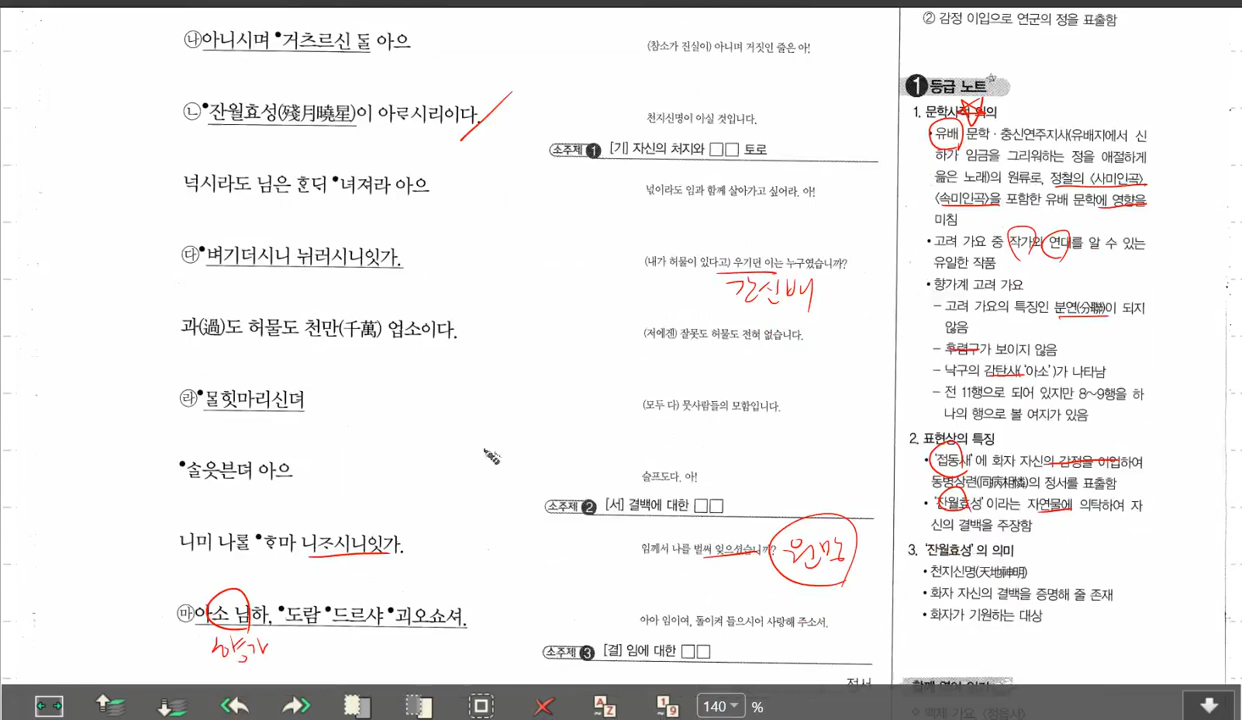 ㉯아니시며 •거츠르신 ᄃᆞᆯ 아으
(참소가 진실이) 아니며 거짓인 줄은 아!
㉡•잔월효성(殘月曉星)이 아ᄅᆞ시리이다.
천지신명이 아실 것입니다.
소주제 1 [기] 자신의 처지와 □□ 토로
넉시라도 님은 ᄒᆞᆫᄃᆡ •녀져라 아으
넋이라도 임과 함께 살아가고 싶어라. 아!
㉰•벼기더시니 뉘러시니잇가.
(내가 허물이 있다고) 우기던 이는 누구였습니까?
간신배
과(過)도 허물도 천만(千萬) 업소이다.
(저에겐) 잘못도 허물도 전혀 없습니다.
㉱•ᄆᆞᆯ힛마리신뎌
(모두 다) 뭇사람들의 모함입니다.
•ᄉᆞᆯ읏븐뎌 아으
슬프도다. 아!
소주제 2 [서] 결백에 대한 □□
니미 나ᄅᆞᆯ •ᄒᆞ마 니ᄌᆞ시니잇가.
임께서 나를 벌써 잊으셨습니까?
원망
㉲아소 님하, •도람 •드르샤 •괴오쇼셔.
향가
아아 임이여, 돌이켜 들으시어 사랑해 주소서.
소주제 3 [결] 임에 대한 □□
정서
② 감정 이입으로 연군의 정을 표출함
1등급 노트
1. 문학사적 의의
• 유배 문학·충신연주지사(유배지에서 신
하가 임금을 그리워하는 정을 애절하게
읊은 노래)의 원류로, 정철의 〈사미인곡〉,
〈속미인곡〉을 포함한 유배 문학에 영향을
미침
• 고려 가요 중 작가와 연대를 알 수 있는
유일한 작품
• 향가계 고려 가요
– 고려 가요의 특징인 분연(分聯)이 되지
않음
– 후렴구가 보이지 않음
– 낙구의 감탄사('아소')가 나타남
– 전 11행으로 되어 있지만 8~9행을 하
나의 행으로 볼 여지가 있음
2. 표현상의 특징
• '접동새'에 화자 자신의 감정을 이입하여
동병상련(同病相憐)의 정서를 표출함
• '잔월효성'이라는 자연물에 의탁하여 자
신의 결백을 주장함
3. '잔월효성'의 의미
• 천지신명(天地神明)
• 화자 자신의 결백을 증명해 줄 존재
• 화자가 기원하는 대상
140 %